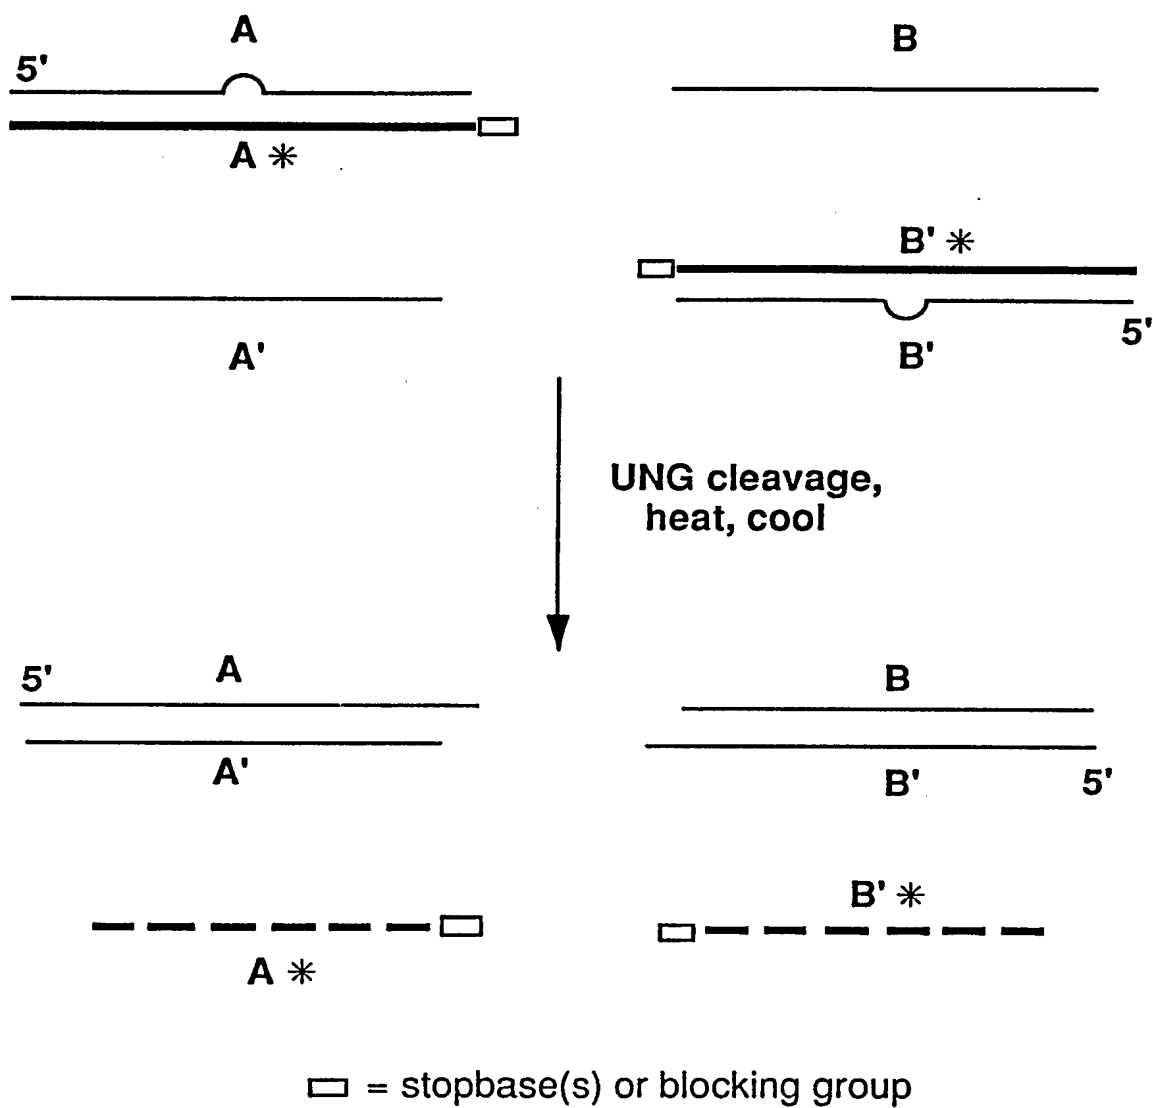 A
B
5'
A ✳
B' ✳
A'
B'
5'
UNG cleavage,
heat, cool
5'
A
B
A'
B'
5'
B' ✳
A ✳
= stopbase(s) or blocking group